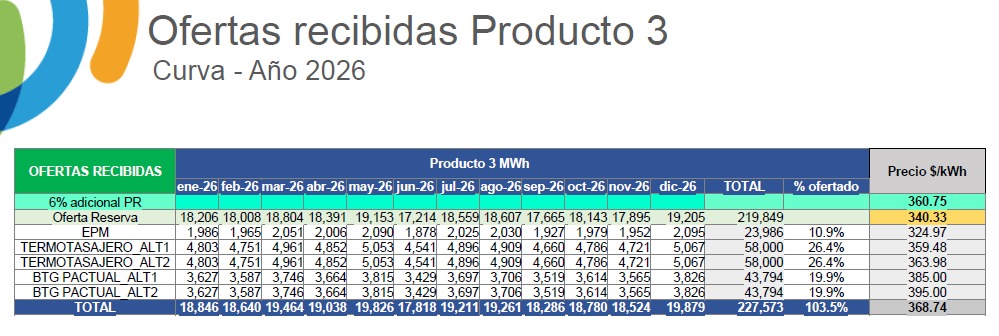 Ofertas recibidas Producto 3
Curva - Año 2026
OFERTAS RECIBIDAS Producto 3 MWh Precio $/kWh
ene-26 feb-26 mar-26 abr-26 may-26 jun-26 jul-26 ago-26 sep-26 oct-26 nov-26 dic-26 TOTAL % ofertado
6% adicional PR 360.75
Oferta Reserva 18,206 18,008 18,804 18,391 19,153 17,214 18,559 18,607 17,665 18,143 17,895 19,205 219,849 340.33
EPM 1,986 1,965 2,051 2,006 2,090 1,878 2,025 2,030 1,927 1,979 1,952 2,095 23,986 10.9% 324.97
TERMOTASAJERO_ALT1 4,803 4,751 4,961 4,852 5,053 4,541 4,896 4,909 4,660 4,786 4,721 5,067 58,000 26.4% 359.48
TERMOTASAJERO_ALT2 4,803 4,751 4,961 4,852 5,053 4,541 4,896 4,909 4,660 4,786 4,721 5,067 58,000 26.4% 363.98
BTG PACTUAL_ALT1 3,627 3,587 3,746 3,664 3,815 3,429 3,697 3,706 3,519 3,614 3,565 3,826 43,794 19.9% 385.00
BTG PACTUAL_ALT2 3,627 3,587 3,746 3,664 3,815 3,429 3,697 3,706 3,519 3,614 3,565 3,826 43,794 19.9% 395.00
TOTAL 18,846 18,640 19,464 19,038 19,826 17,818 19,211 19,261 18,286 18,780 18,524 19,879 227,573 103.5% 368.74